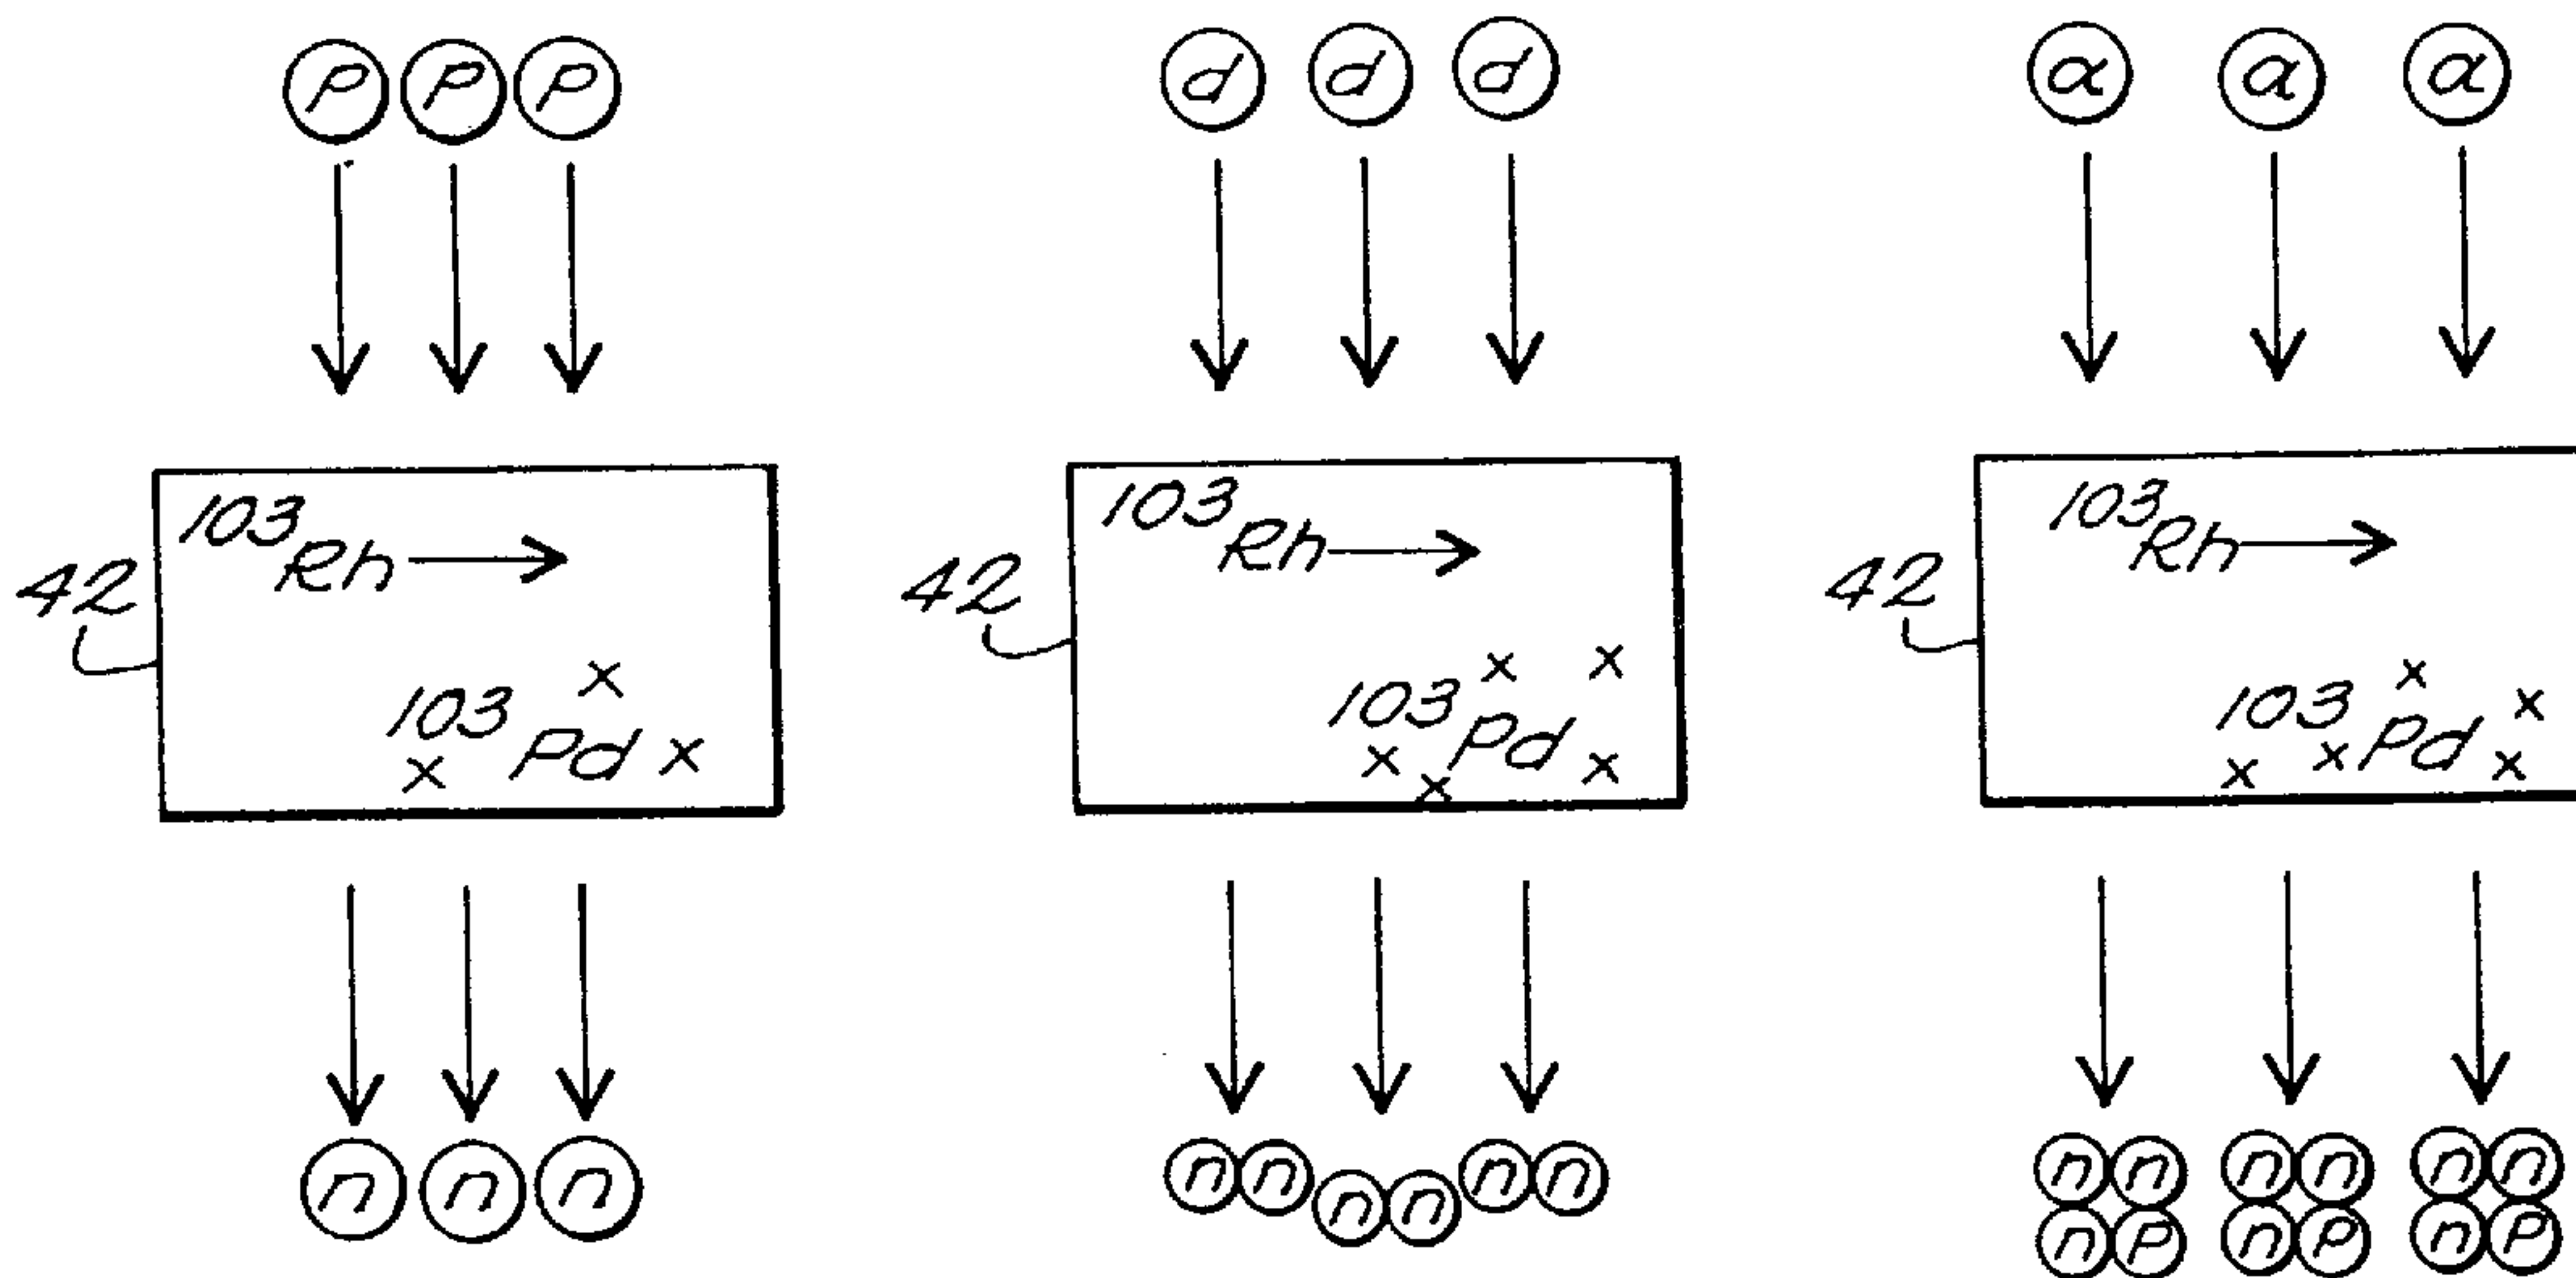 P P P d d d α α α
103Rh 103Rh 103Rh
42 42 42
103Pd 103Pd 103Pd
n n n n n n n n n n n n n n n
n P n P n P